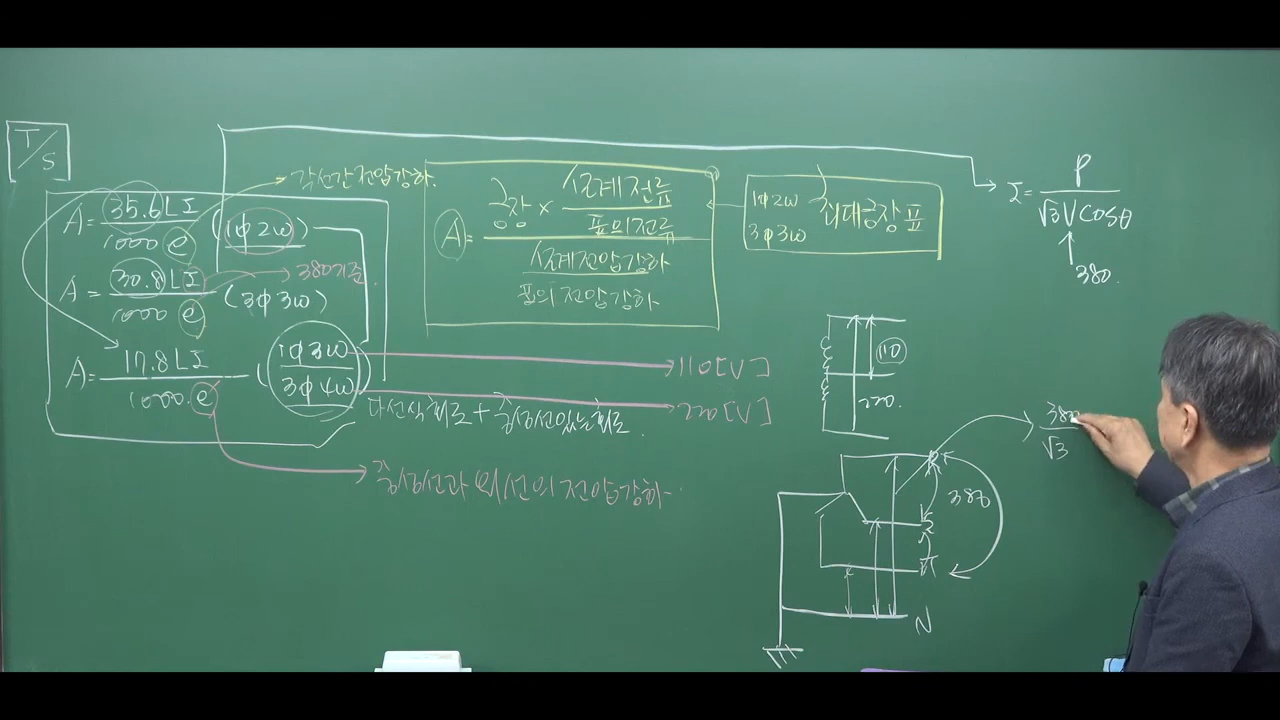 T/S
A = 35.6LI / 1000 e (1φ2w)
각선간 전압강하.
A = 30.8LI / 1000 e (3φ3w)
380기준.
A = 17.8LI / 1000.e (1φ3w / 3φ4w)
다선식회로 + 중성선있는회로.
110[V]
220[V]
중성선과 외선의 전압강하.
A = 긍장 × 설계전류 / 표의전류
설계전압강하 / 표의전압강하
1φ2w
3φ3w
최대긍장표
I = P / √3 V cosθ
380.
110
220.
R
S
T
N
380
380 / √3